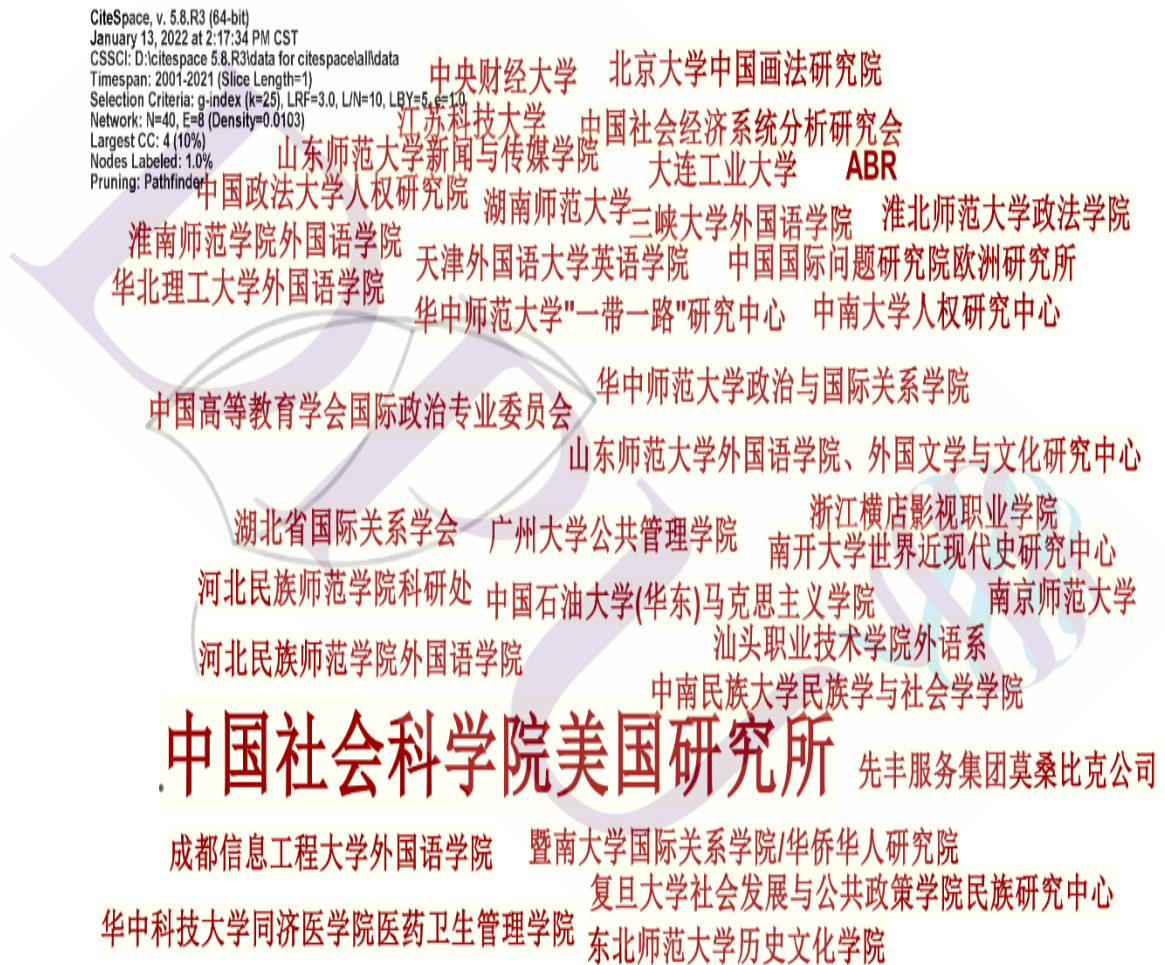 CiteSpace, v. 5.8.R3 (64-bit)
January 13, 2022 at 2:17:34 PM CST
CSSCI: D:\citespace 5.8.R3\data for citespace\all\data
Timespan: 2001-2021 (Slice Length=1)
Selection Criteria: g-index (k=25), LRF=3.0, L/N=10, LBY=5, e=1.0
Network: N=40, E=8 (Density=0.0103)
Largest CC: 4 (10%)
Nodes Labeled: 1.0%
Pruning: Pathfinder
中央财经大学
北京大学中国画法研究院
江苏科技大学
中国社会经济系统分析研究会
山东师范大学新闻与传媒学院
大连工业大学
ABR
中国政法大学人权研究院
湖南师范大学
三峡大学外国语学院
淮北师范大学政法学院
淮南师范学院外国语学院
天津外国语大学英语学院
中国国际问题研究院欧洲研究所
华北理工大学外国语学院
华中师范大学"一带一路"研究中心
中南大学人权研究中心
华中师范大学政治与国际关系学院
中国高等教育学会国际政治专业委员会
山东师范大学外国语学院、外国文学与文化研究中心
湖北省国际关系学会
广州大学公共管理学院
浙江横店影视职业学院
南开大学世界近现代史研究中心
河北民族师范学院科研处
中国石油大学(华东)马克思主义学院
南京师范大学
河北民族师范学院外国语学院
汕头职业技术学院外语系
中南民族大学民族学与社会学学院
中国社会科学院美国研究所
先丰服务集团莫桑比克公司
成都信息工程大学外国语学院
暨南大学国际关系学院/华侨华人研究院
复旦大学社会发展与公共政策学院民族研究中心
华中科技大学同济医学院医药卫生管理学院
东北师范大学历史文化学院